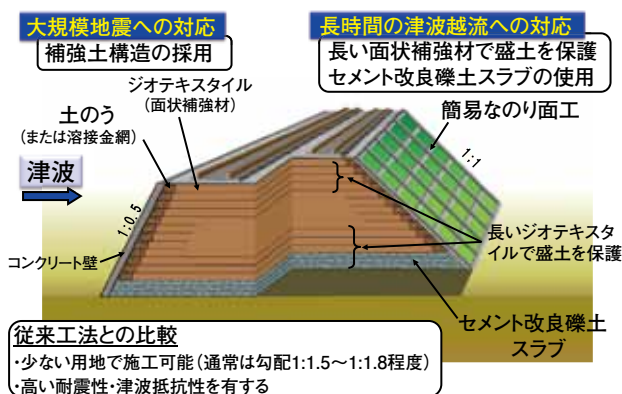 大規模地震への対応
補強土構造の採用
長時間の津波越流への対応
長い面状補強材で盛土を保護
セメント改良礫土スラブの使用
ジオテキスタイル
(面状補強材)
土のう
(または溶接金網)
簡易なのり面工
津波
1:0.5
1:1
コンクリート壁
長いジオテキスタ
イルで盛土を保護
セメント改良礫土
スラブ
従来工法との比較
・少ない用地で施工可能(通常は勾配1:1.5~1:1.8程度)
・高い耐震性・津波抵抗性を有する